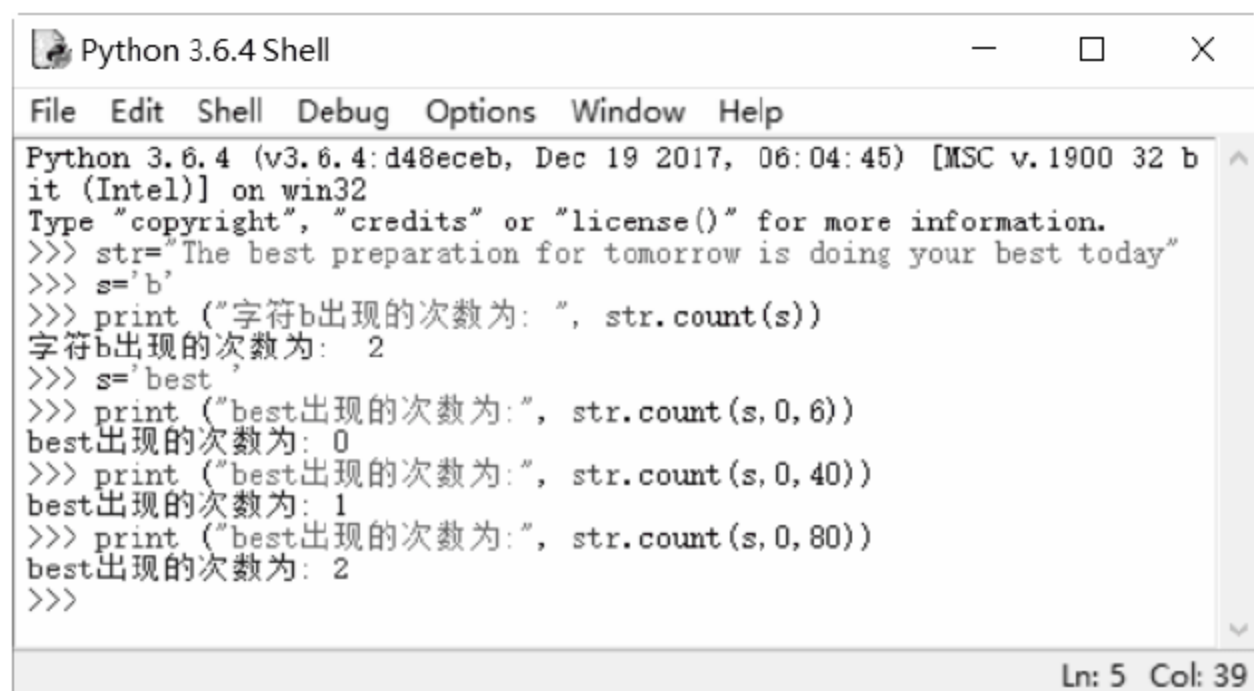 Python 3.6.4 Shell
File Edit Shell Debug Options Window Help
Python 3.6.4 (v3.6.4:d48eceb, Dec 19 2017, 06:04:45) [MSC v.1900 32 b
it (Intel)] on win32
Type "copyright", "credits" or "license()" for more information.
>>> str="The best preparation for tomorrow is doing your best today"
>>> s='b'
>>> print ("字符b出现的次数为: ", str.count(s))
字符b出现的次数为:  2
>>> s='best '
>>> print ("best出现的次数为:", str.count(s,0,6))
best出现的次数为: 0
>>> print ("best出现的次数为:", str.count(s,0,40))
best出现的次数为: 1
>>> print ("best出现的次数为:", str.count(s,0,80))
best出现的次数为: 2
>>>
Ln: 5 Col: 39